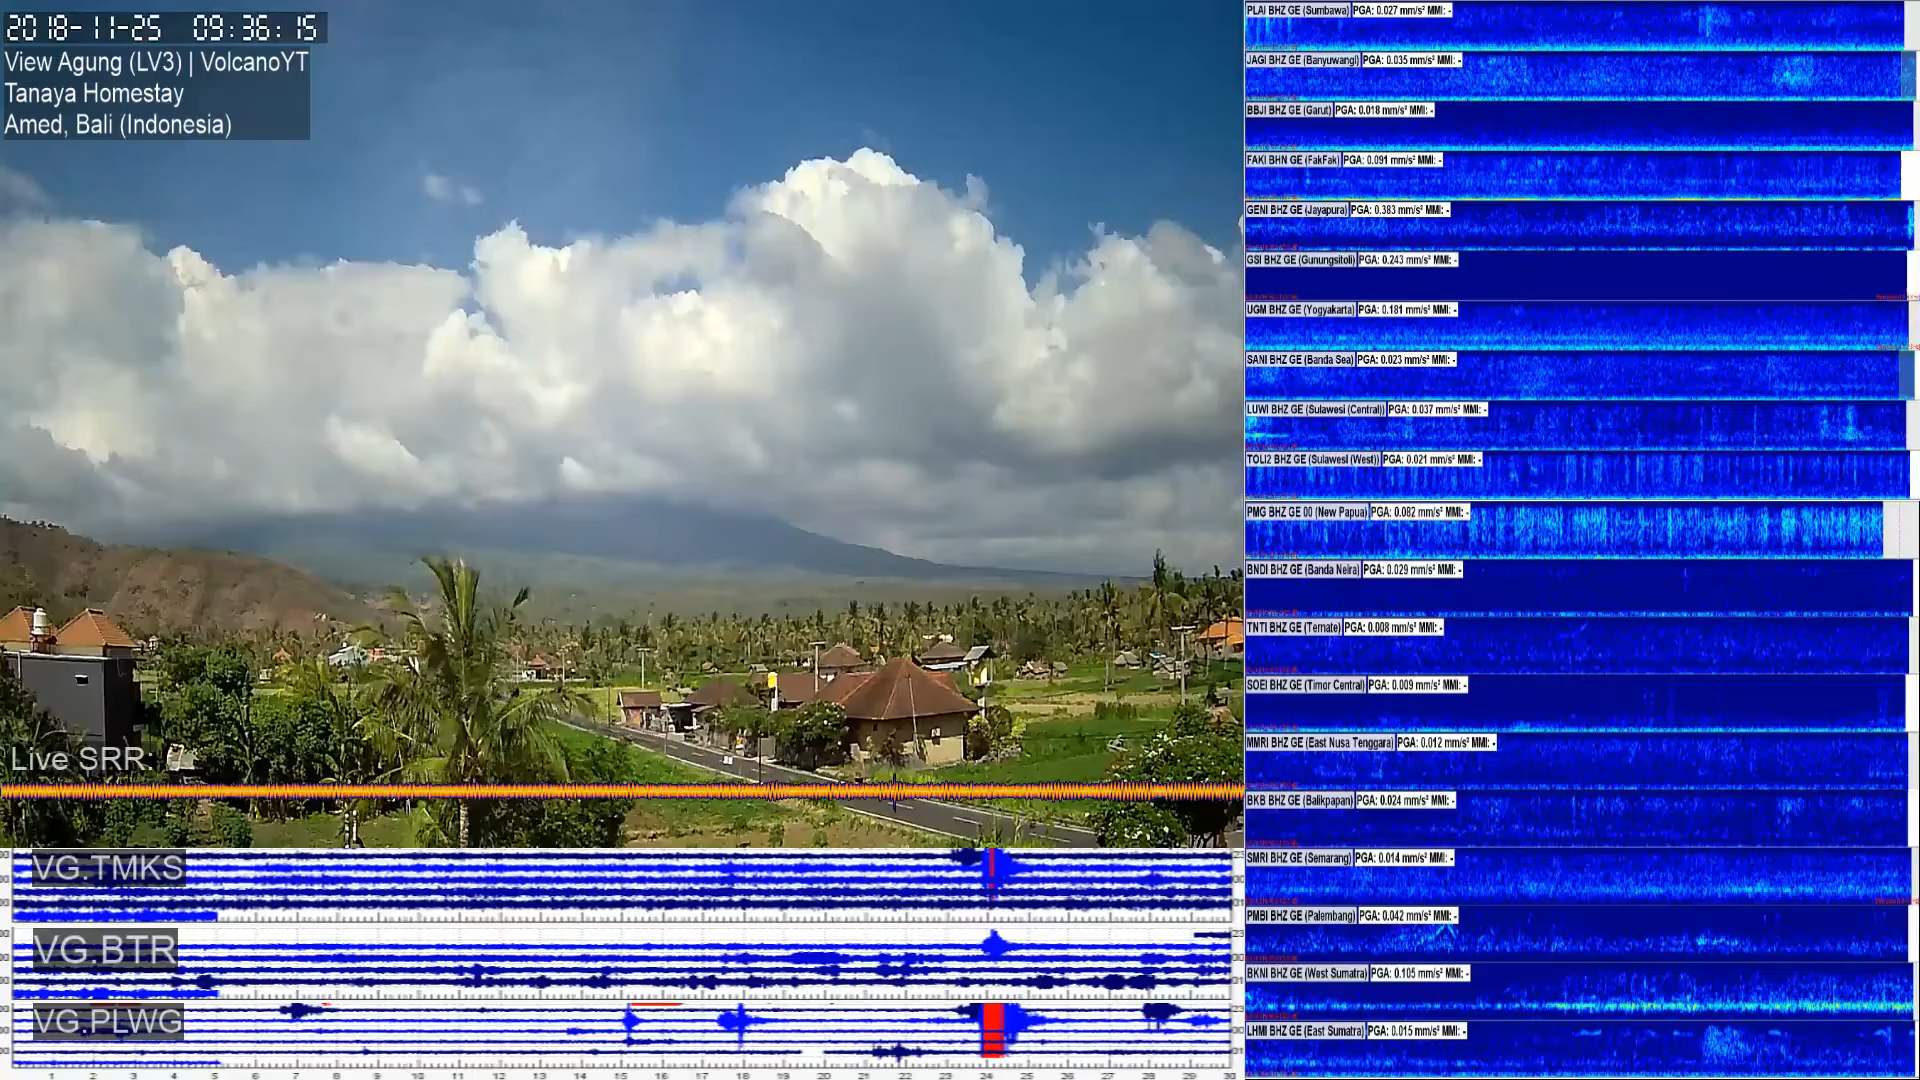 2018-11-25 09:36:15
View Agung (LV3) | VolcanoYT
Tanaya Homestay
Amed, Bali (Indonesia)
Live SRR:
VG.TMKS
VG.BTR
VG.PLWG
1 2 3 4 5 6 7 8 9 10 11 12 13 14 15 16 17 18 19 20 21 22 23 24 25 26 27 28 29 30
PLAI BHZ GE (Sumbawa) PGA: 0.027 mm/s² MMI: -
JAGI BHZ GE (Banyuwangi) PGA: 0.035 mm/s² MMI: -
BBJI BHZ GE (Garut) PGA: 0.018 mm/s² MMI: -
FAKI BHN GE (FakFak) PGA: 0.091 mm/s² MMI: -
GENI BHZ GE (Jayapura) PGA: 0.383 mm/s² MMI: -
GSI BHZ GE (Gunungsitoli) PGA: 0.243 mm/s² MMI: -
UGM BHZ GE (Yogyakarta) PGA: 0.181 mm/s² MMI: -
SANI BHZ GE (Banda Sea) PGA: 0.023 mm/s² MMI: -
LUWI BHZ GE (Sulawesi (Central)) PGA: 0.037 mm/s² MMI: -
TOLI2 BHZ GE (Sulawesi (West)) PGA: 0.021 mm/s² MMI: -
PMG BHZ GE 00 (New Papua) PGA: 0.082 mm/s² MMI: -
BNDI BHZ GE (Banda Neira) PGA: 0.029 mm/s² MMI: -
TNTI BHZ GE (Ternate) PGA: 0.008 mm/s² MMI: -
SOEI BHZ GE (Timor Central) PGA: 0.009 mm/s² MMI: -
MMRI BHZ GE (East Nusa Tenggara) PGA: 0.012 mm/s² MMI: -
BKB BHZ GE (Balikpapan) PGA: 0.024 mm/s² MMI: -
SMRI BHZ GE (Semarang) PGA: 0.014 mm/s² MMI: -
PMBI BHZ GE (Palembang) PGA: 0.042 mm/s² MMI: -
BKNI BHZ GE (West Sumatra) PGA: 0.105 mm/s² MMI: -
LHMI BHZ GE (East Sumatra) PGA: 0.015 mm/s² MMI: -